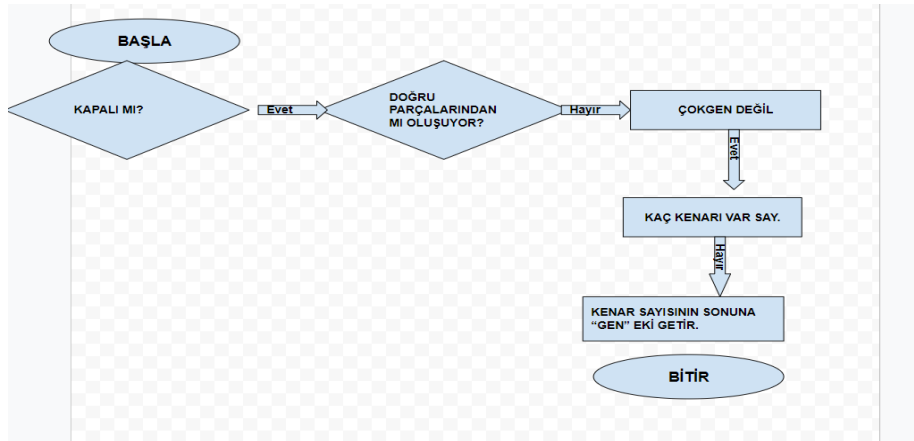 BAŞLA
KAPALI MI?
Evet
DOĞRU
PARÇALARINDAN
MI OLUŞUYOR?
Hayır
ÇOKGEN DEĞİL
Evet
KAÇ KENARI VAR SAY.
Hayır
KENAR SAYISININ SONUNA
“GEN” EKİ GETİR.
BİTİR